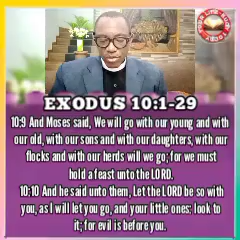 EXODUS 10:1-29
10:9 And Moses said, We will go with our young and with
our old, with our sons and with our daughters, with our
flocks and with our herds will we go; for we must
hold a feast unto the LORD.
10:10 And he said unto them, Let the LORD be so with
you, as I will let you go, and your little ones: look to
it; for evil is before you.